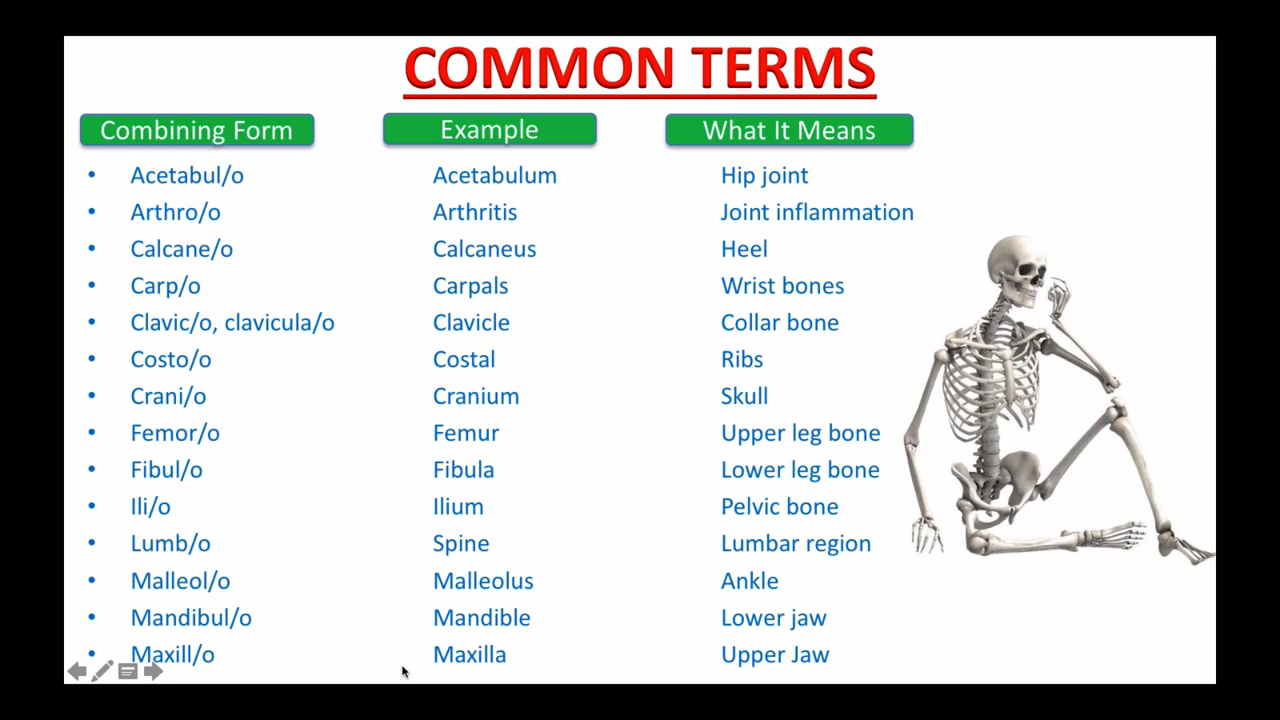 COMMON TERMS
Combining Form Example What It Means
• Acetabul/o Acetabulum Hip joint
• Arthro/o Arthritis Joint inflammation
• Calcane/o Calcaneus Heel
• Carp/o Carpals Wrist bones
• Clavic/o, clavicula/o Clavicle Collar bone
• Costo/o Costal Ribs
• Crani/o Cranium Skull
• Femor/o Femur Upper leg bone
• Fibul/o Fibula Lower leg bone
• Ili/o Ilium Pelvic bone
• Lumb/o Spine Lumbar region
• Malleol/o Malleolus Ankle
• Mandibul/o Mandible Lower jaw
Maxill/o Maxilla Upper Jaw